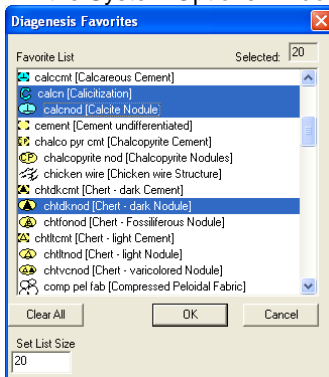 Diagenesis Favorites
Favorite List
Selected: 20
calccmt [Calcareous Cement]
calcn [Calicitization]
calcnod [Calcite Nodule]
cement [Cement undifferentiated]
chalco pyr cmt [Chalcopyrite Cement]
chalcopyrite nod [Chalcopyrite Nodules]
chicken wire [Chicken wire Structure]
chtdkcmt [Chert - dark Cement]
chtdknod [Chert - dark Nodule]
chtfonod [Chert - Fossiliferous Nodule]
chtltcmt [Chert - light Cement]
chtltnod [Chert - light Nodule]
chtvcnod [Chert - varicolored Nodule]
comp pel fab [Compressed Peloidal Fabric]
Clear All
OK
Cancel
Set List Size
20